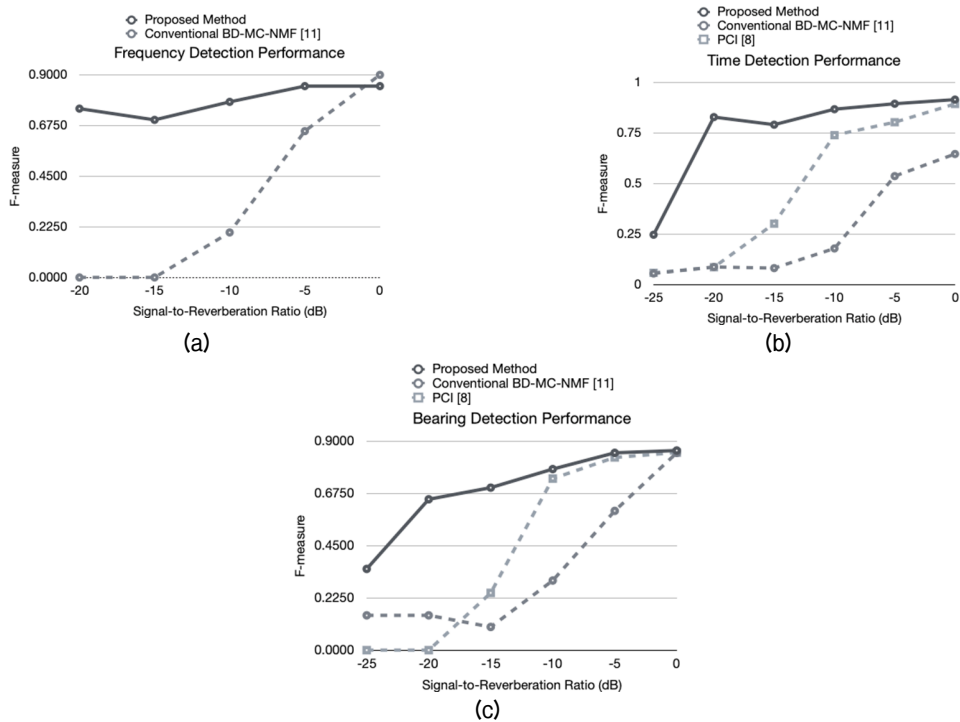 Proposed Method
Conventional BD-MC-NMF [11]
Frequency Detection Performance
0.9000
0.6750
0.4500
0.2250
0.0000
F-measure
-20
-15
-10
-5
0
Signal-to-Reverberation Ratio (dB)
(a)
Proposed Method
Conventional BD-MC-NMF [11]
PCI [8]
Time Detection Performance
1
0.75
0.5
0.25
0
F-measure
-25
-20
-15
-10
-5
0
Signal-to-Reverberation Ratio (dB)
(b)
Proposed Method
Conventional BD-MC-NMF [11]
PCI [8]
Bearing Detection Performance
0.9000
0.6750
0.4500
0.2250
0.0000
F-measure
-25
-20
-15
-10
-5
0
Signal-to-Reverberation Ratio (dB)
(c)